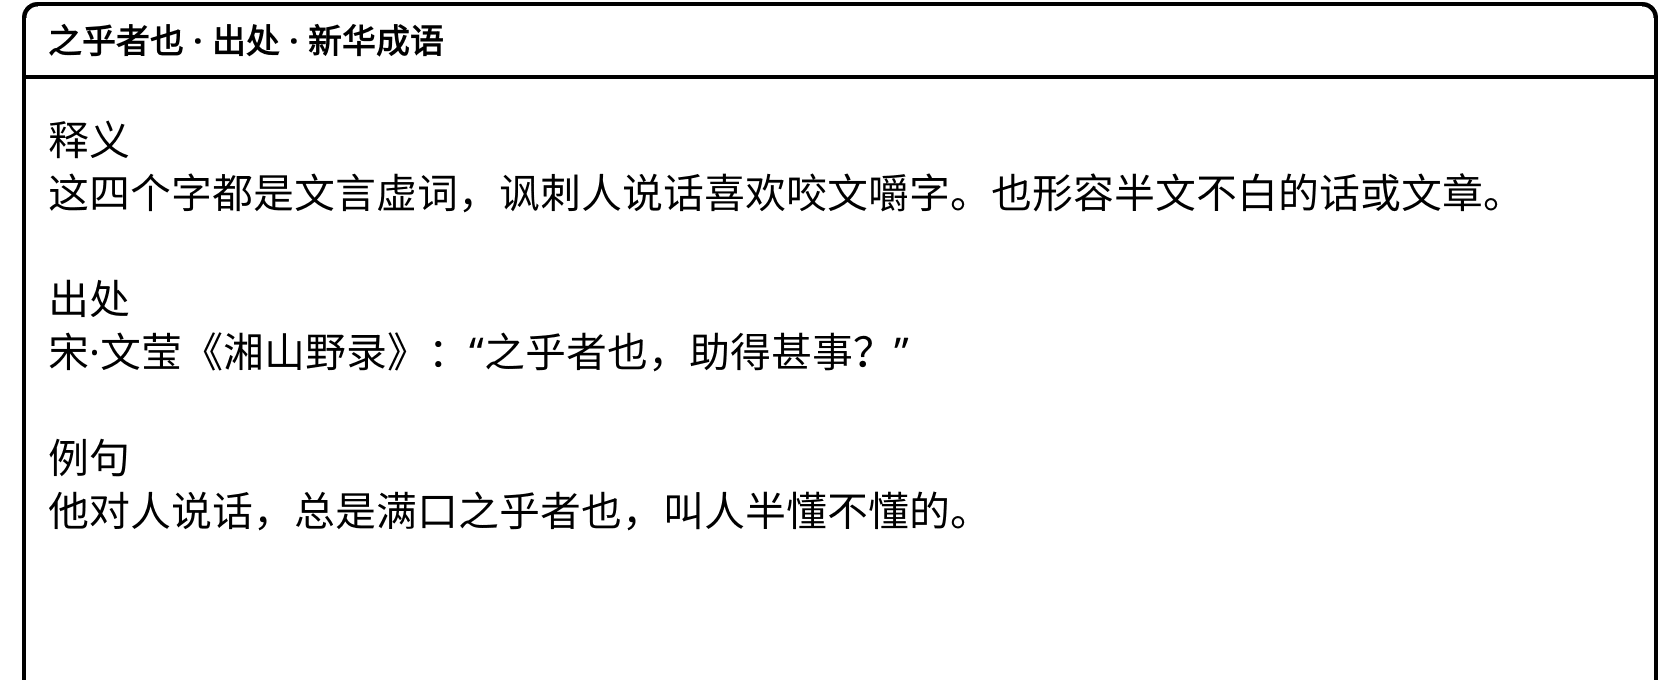 之乎者也 · 出处 · 新华成语
释义
这四个字都是文言虚词，讽刺人说话喜欢咬文嚼字。也形容半文不白的话或文章。
出处
宋·文莹《湘山野录》：“之乎者也，助得甚事？”
例句
他对人说话，总是满口之乎者也，叫人半懂不懂的。